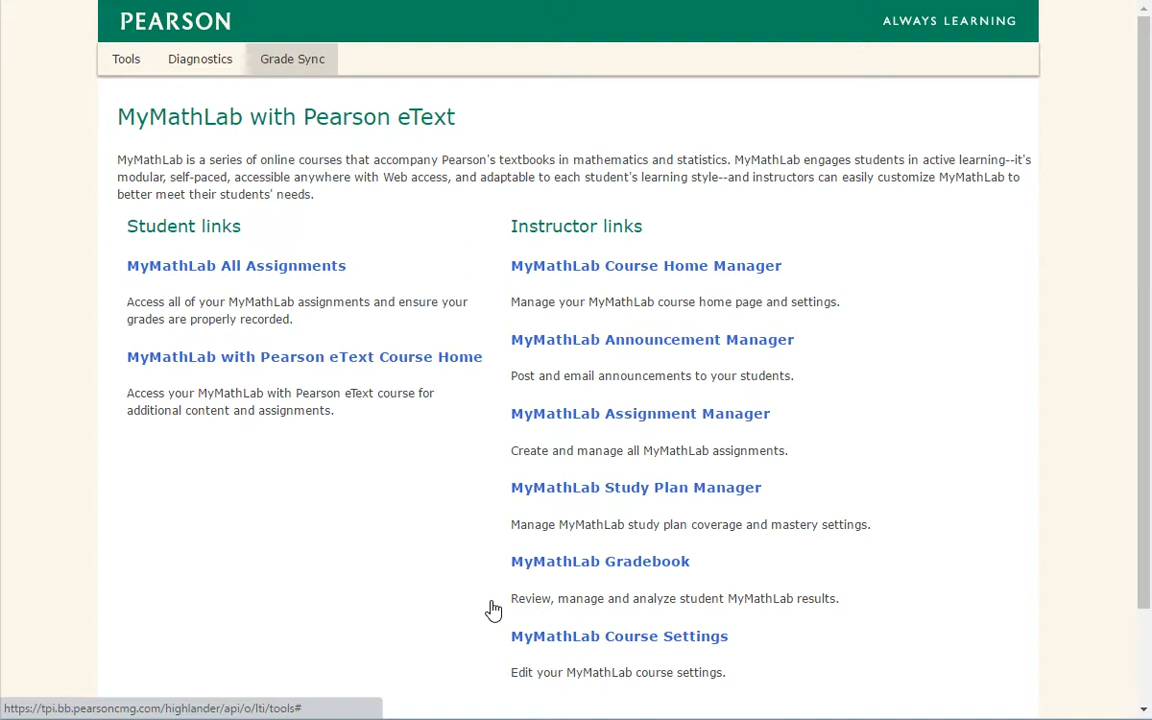 PEARSON
ALWAYS LEARNING
Tools
Diagnostics
Grade Sync
MyMathLab with Pearson eText
MyMathLab is a series of online courses that accompany Pearson's textbooks in mathematics and statistics. MyMathLab engages students in active learning--it's
modular, self-paced, accessible anywhere with Web access, and adaptable to each student's learning style--and instructors can easily customize MyMathLab to
better meet their students' needs.
Student links
MyMathLab All Assignments
Access all of your MyMathLab assignments and ensure your
grades are properly recorded.
MyMathLab with Pearson eText Course Home
Access your MyMathLab with Pearson eText course for
additional content and assignments.
Instructor links
MyMathLab Course Home Manager
Manage your MyMathLab course home page and settings.
MyMathLab Announcement Manager
Post and email announcements to your students.
MyMathLab Assignment Manager
Create and manage all MyMathLab assignments.
MyMathLab Study Plan Manager
Manage MyMathLab study plan coverage and mastery settings.
MyMathLab Gradebook
Review, manage and analyze student MyMathLab results.
MyMathLab Course Settings
Edit your MyMathLab course settings.
https://tpi.bb.pearsoncmg.com/highlander/api/o/lti/tools#